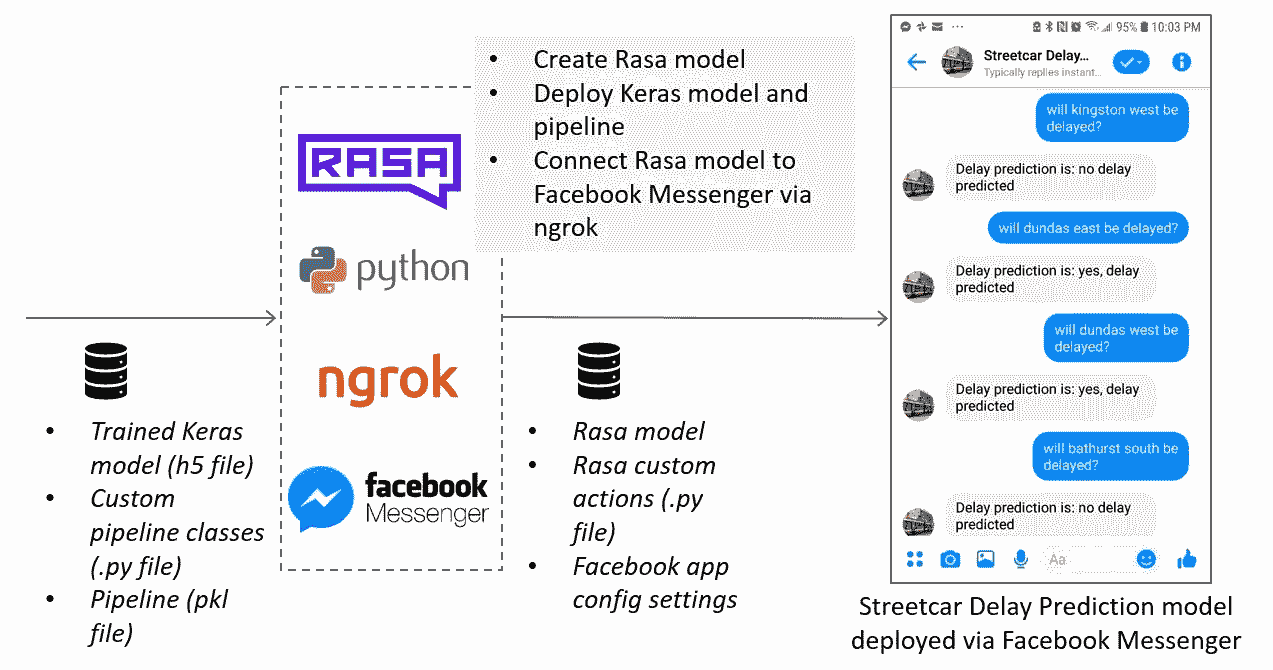 • Create Rasa model
• Deploy Keras model and
pipeline
• Connect Rasa model to
Facebook Messenger via
ngrok
RASA
python
ngrok
facebook
Messenger
• Trained Keras
model (h5 file)
• Custom
pipeline classes
(.py file)
• Pipeline (pkl
file)
• Rasa model
• Rasa custom
actions (.py
file)
• Facebook app
config settings
95% 10:03 PM
Streetcar Delay...
Typically replies instant...
will kingston west be
delayed?
Delay prediction is: no delay
predicted
will dundas east be delayed?
Delay prediction is: yes, delay
predicted
will dundas west be
delayed?
Delay prediction is: yes, delay
predicted
will bathurst south be
delayed?
Delay prediction is: no delay
predicted
Aa
Streetcar Delay Prediction model
deployed via Facebook Messenger